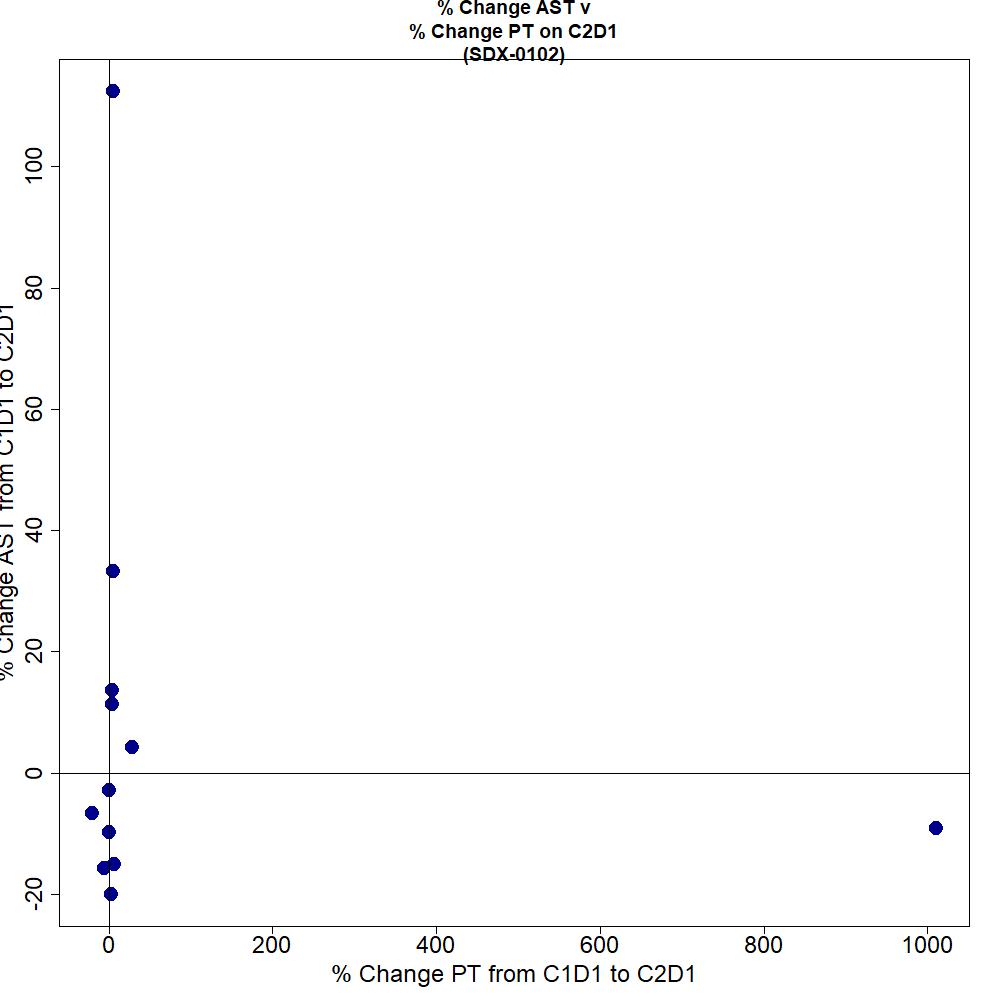 % Change AST v
% Change PT on C2D1
(SDX-0102)
% Change AST from C1D1 to C2D1
100
80
60
40
20
0
-20
0
200
400
600
800
1000
% Change PT from C1D1 to C2D1